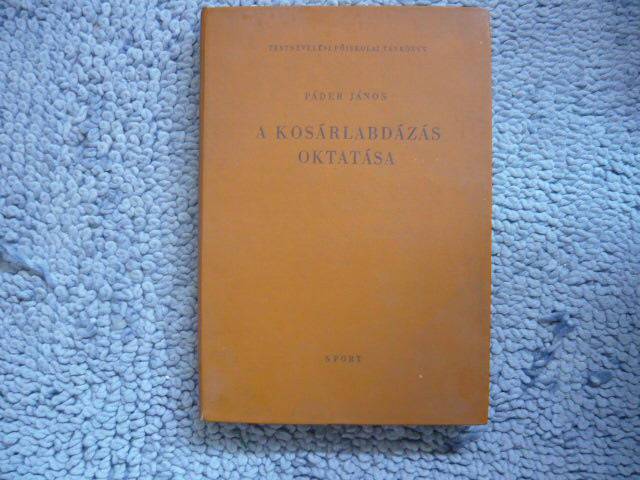 TESTNEVELÉSI FŐISKOLAI TANKÖNYV
PÁDER JÁNOS
A KOSÁRLABDÁZÁS
OKTATÁSA
SPORT